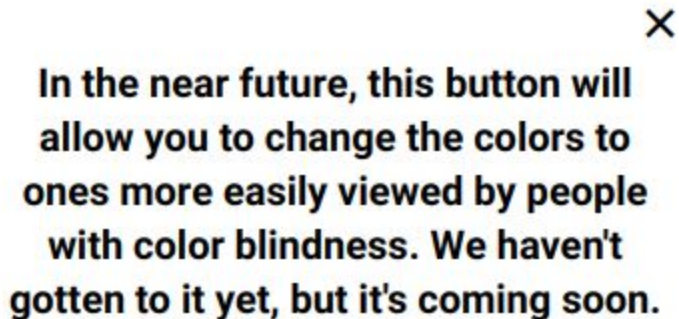 In the near future, this button will
allow you to change the colors to
ones more easily viewed by people
with color blindness. We haven't
gotten to it yet, but it's coming soon.